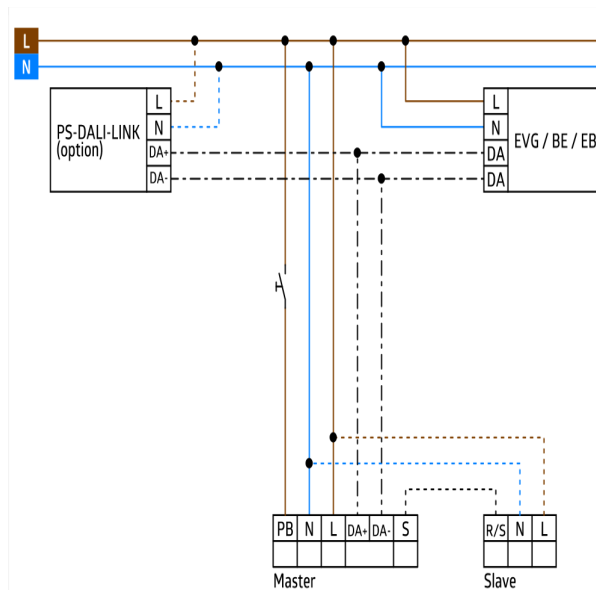 L
N
PS-DALI-LINK
(option)
L
N
DA+
DA-
L
N
DA
DA
EVG / BE / EB
PB N L DA+ DA- S
Master
R/S N L
Slave